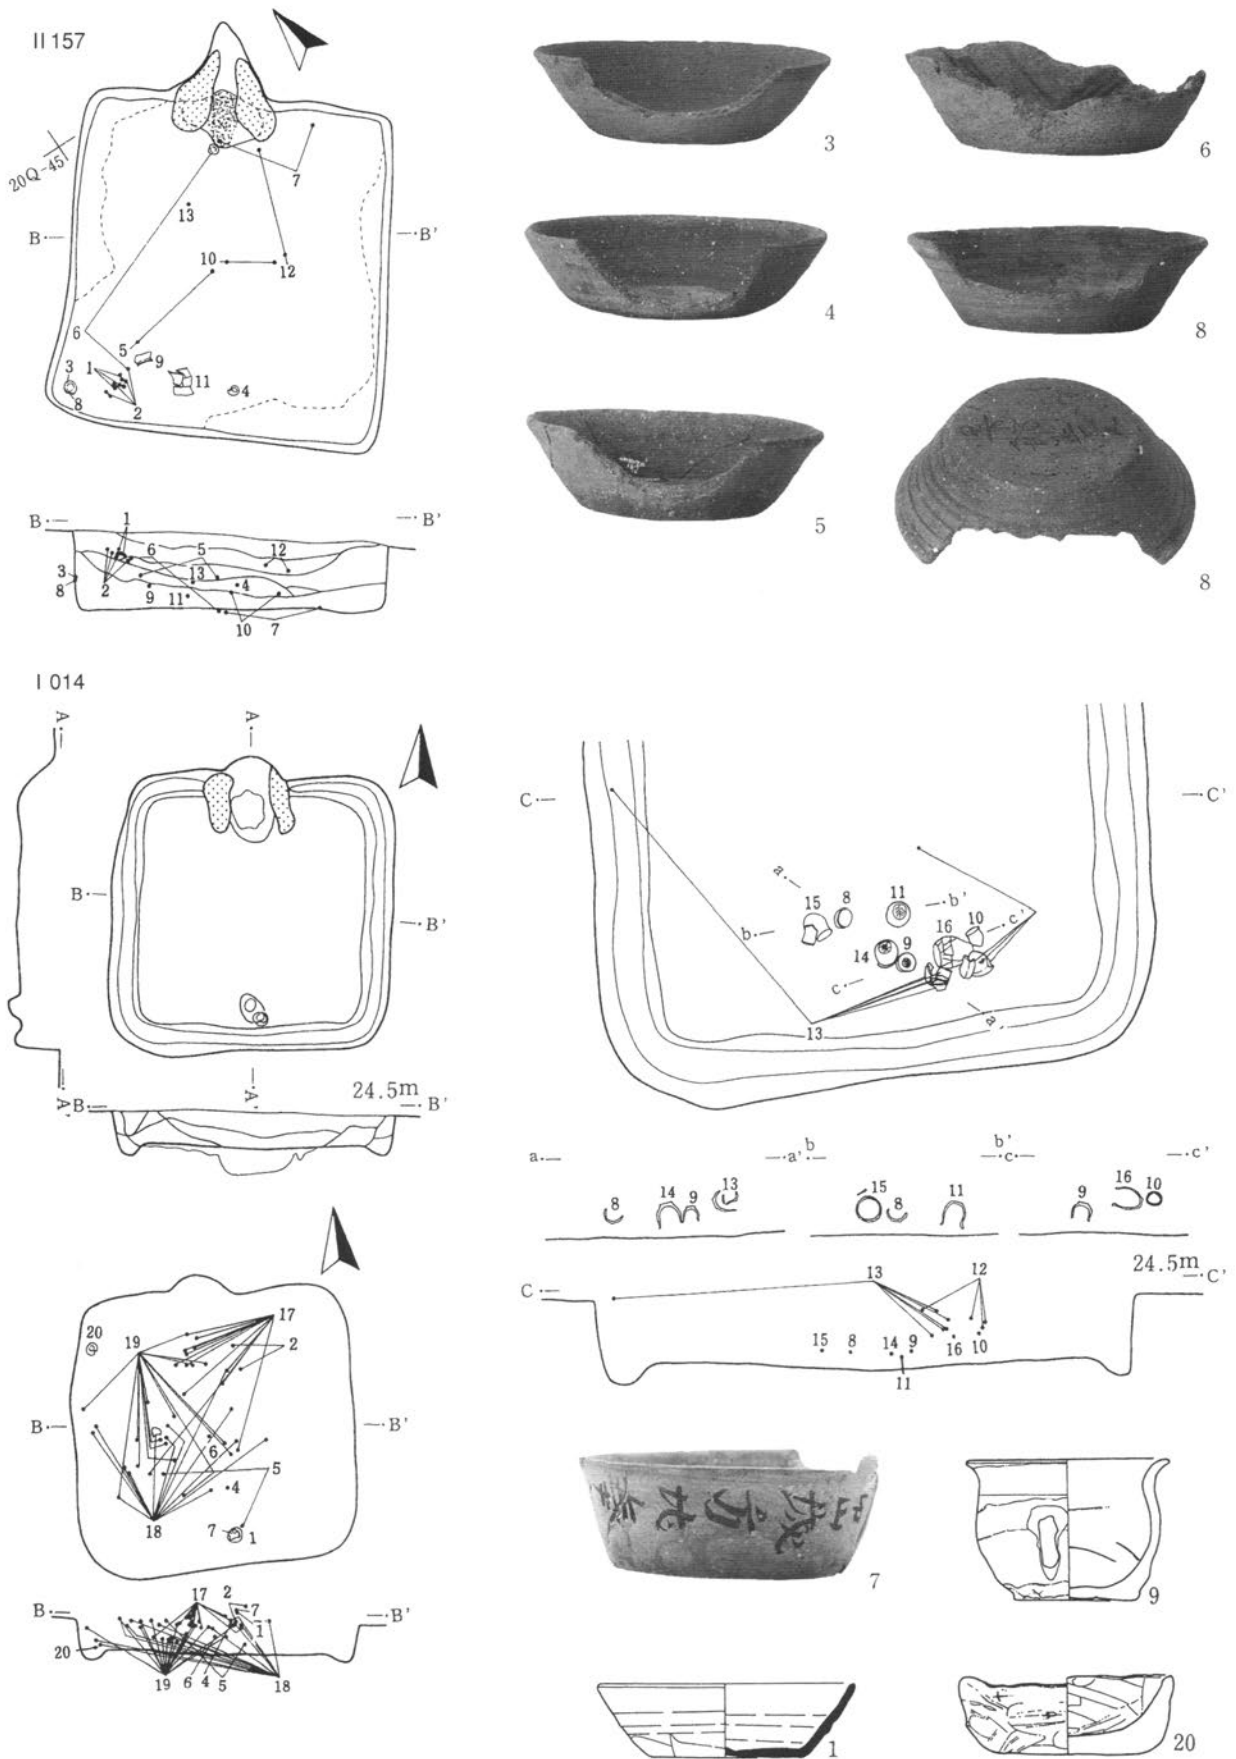 II 157
20Q-45
B B'
7
13
10
12
6
5
9
3
1
11
4
8
2
B B'
1
6 5 12
3
13
8 2 4
9 11
10 7
3
6
4
8
5
8
I 014
A A
B B'
A' A'
24.5m
B B'
C C'
a
15 8 11 b'
b 16 10 c'
14 9
c
13 a'
a a' b b' c c'
8 14 9 13 15 8 11 9 16 10
24.5m
C 13 12 C'
15 8 14 9 16 10
11
17
20 19 2
B B'
6
5
4
18 7 1
17 2
B 7 B'
1
20
19 6 4 5 18
7
9
1
20